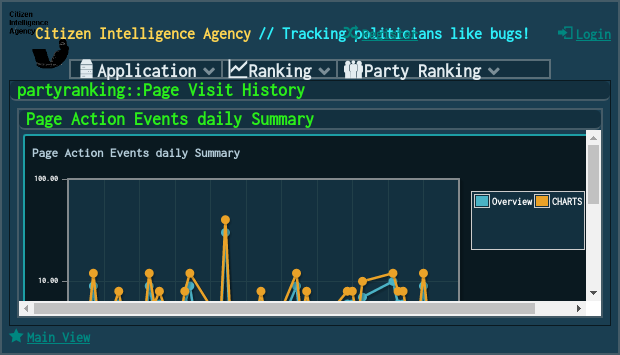 Citizen
Intelligence
Agency
Citizen Intelligence Agency // Tracking politicians like bugs!
Login
Application
Ranking
Party Ranking
partyranking::Page Visit History
Page Action Events daily Summary
Page Action Events daily Summary
100.00
10.00
Overview
CHARTS
Main View